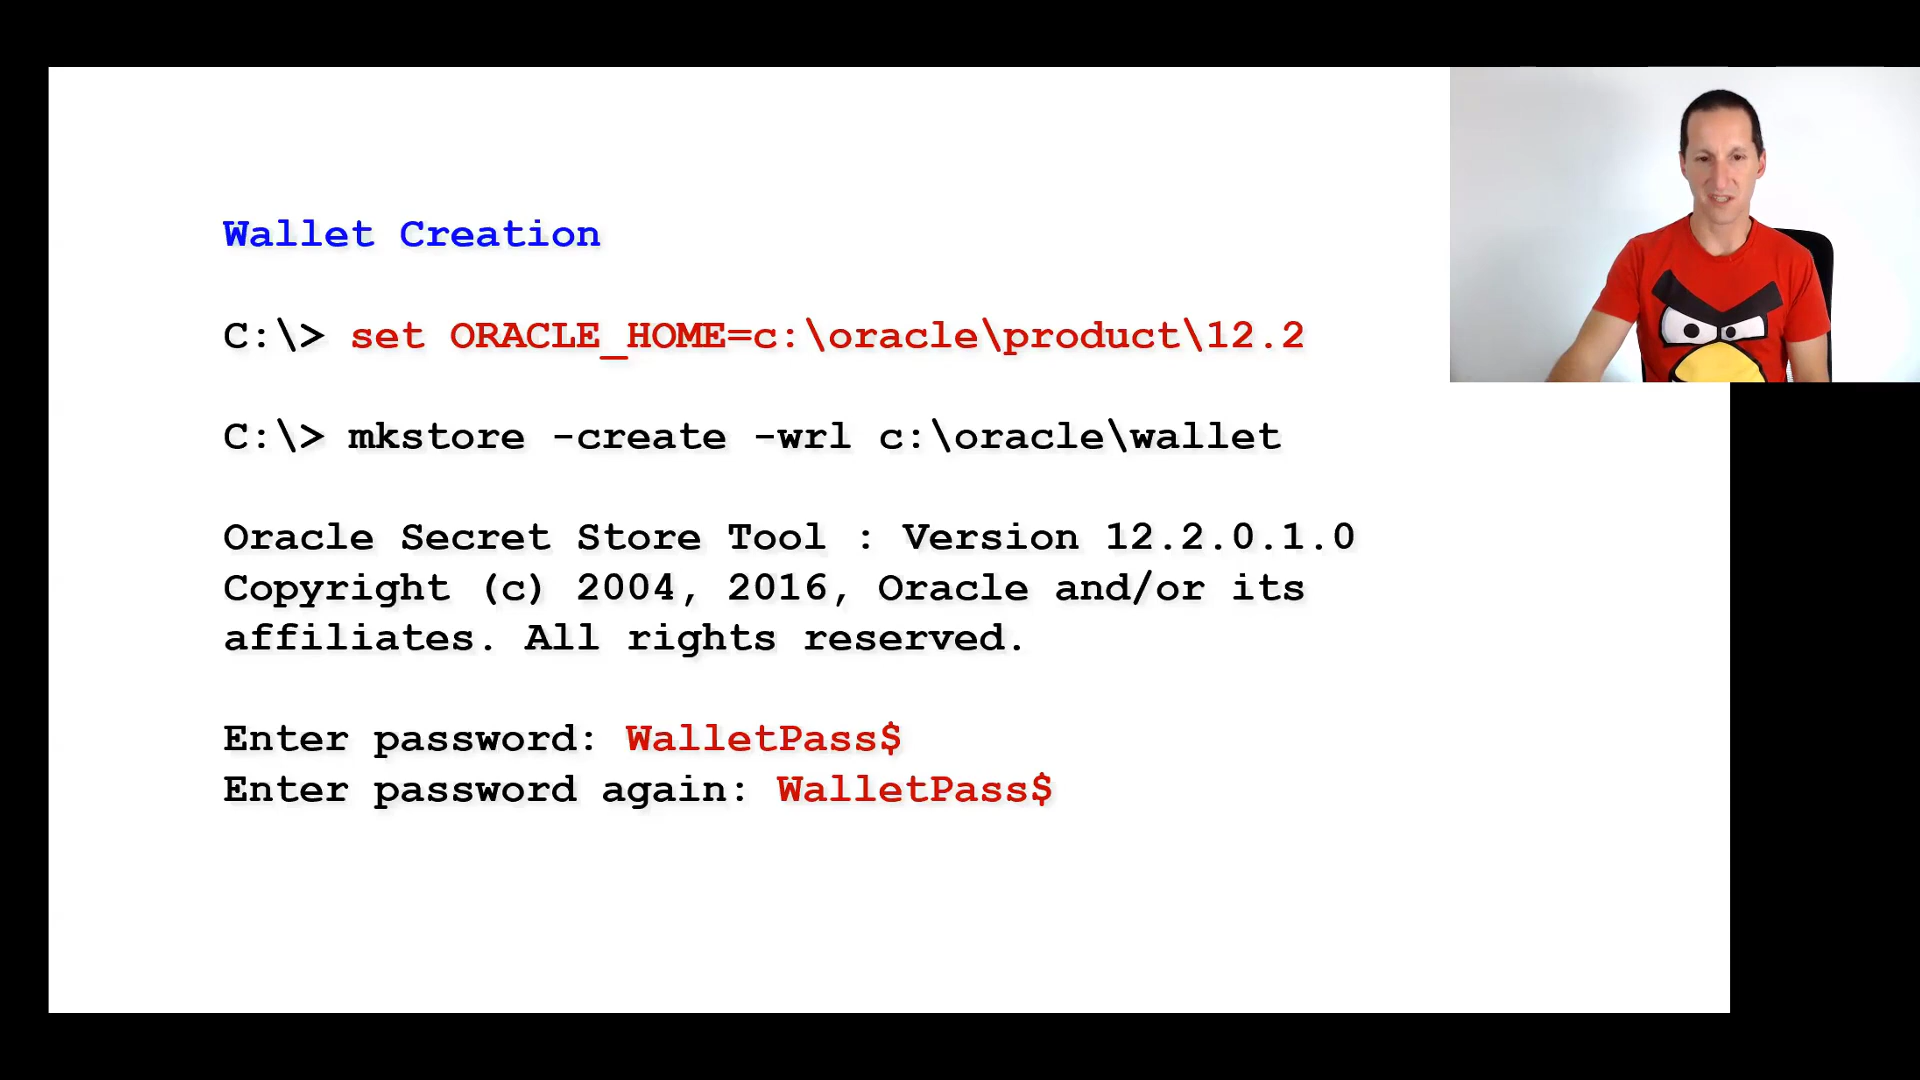 Wallet Creation
C:\> set ORACLE_HOME=c:\oracle\product\12.2
C:\> mkstore -create -wrl c:\oracle\wallet
Oracle Secret Store Tool : Version 12.2.0.1.0
Copyright (c) 2004, 2016, Oracle and/or its
affiliates. All rights reserved.
Enter password: WalletPass$
Enter password again: WalletPass$